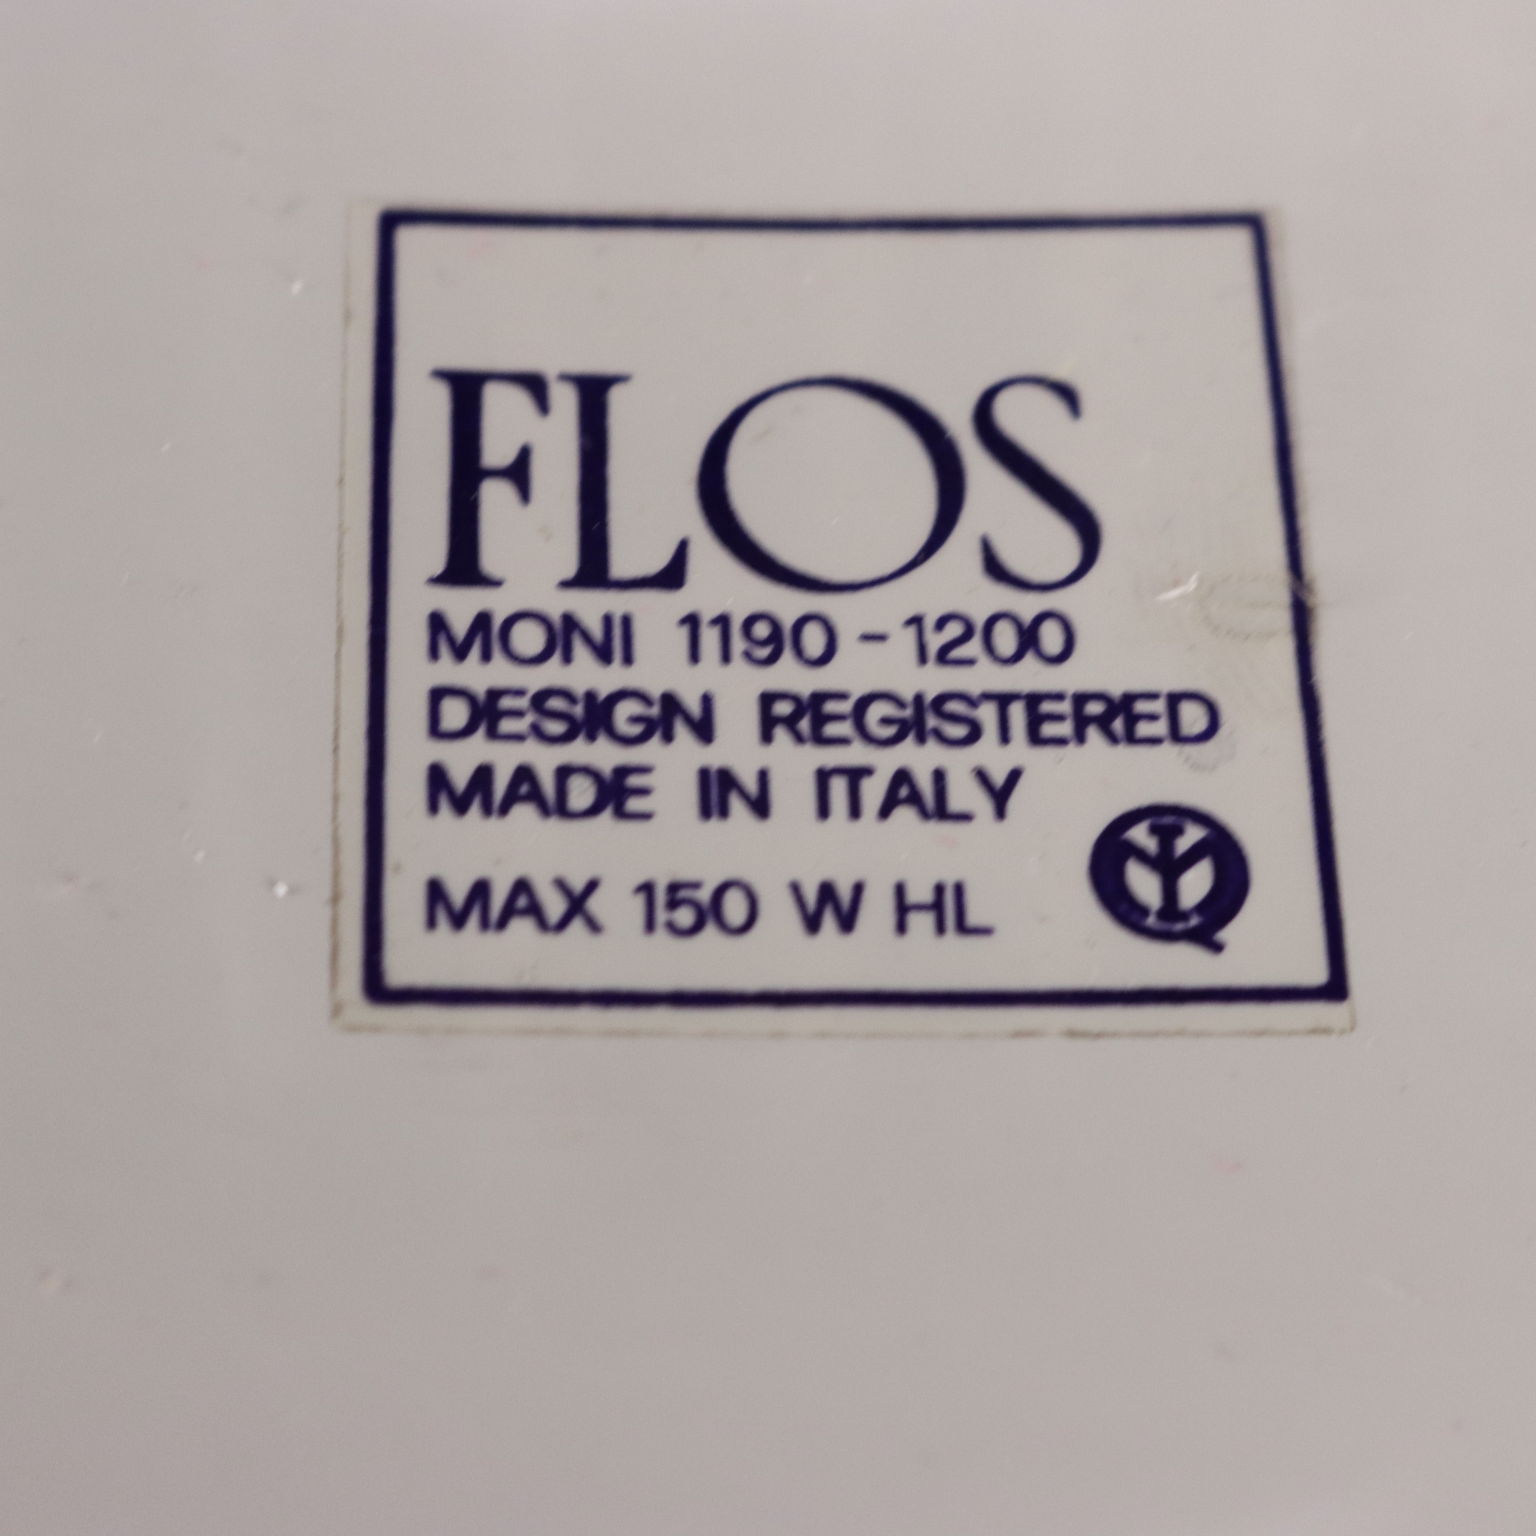 FLOS
MONI 1190-1200
DESIGN REGISTERED
MADE IN ITALY
MAX 150 W HL